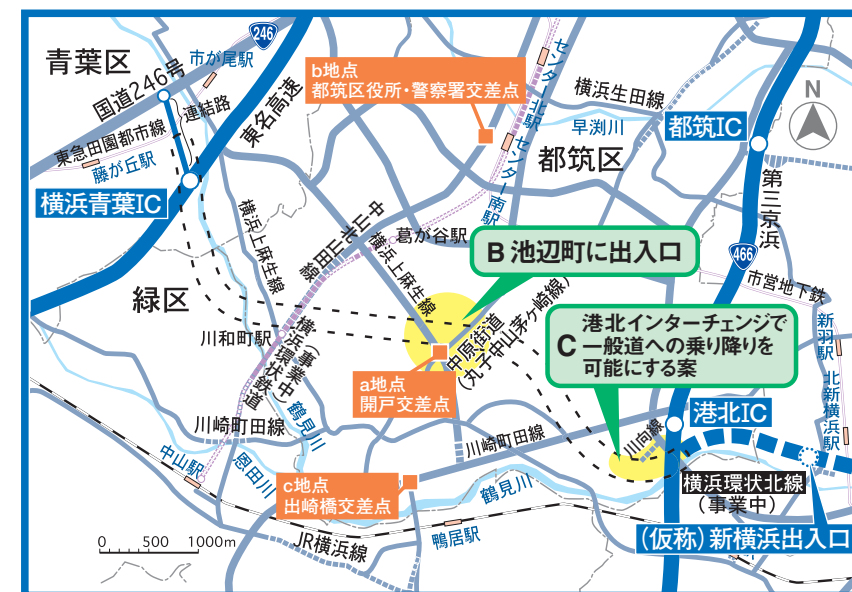 246
246
青葉区
市が尾駅
国道246号
連結路
東名高速
東急田園都市線
藤が丘駅
横浜青葉IC
b地点
都筑区役所・警察署交差点
センター北駅
横浜生田線
早渕川
都筑区
センター南駅
都筑IC
N
第三京浜
466
横浜上麻生線
中山北山田線
横浜上麻生線
葛が谷駅
B 池辺町に出入口
市営地下鉄
緑区
川和町駅
横浜環状鉄道
(事業中)
中原街道
(丸子中山茅ヶ崎線)
C
港北インターチェンジで
一般道への乗り降りを
可能にする案
新羽駅
北新横浜駅
a地点
開戸交差点
港北IC
川崎町田線
鶴見川
川崎町田線
川向線
中山駅
恩田川
c地点
出崎橋交差点
鶴見川
横浜環状北線
(事業中)
(仮称)新横浜出入口
鴨居駅
JR横浜線
0 500 1000m